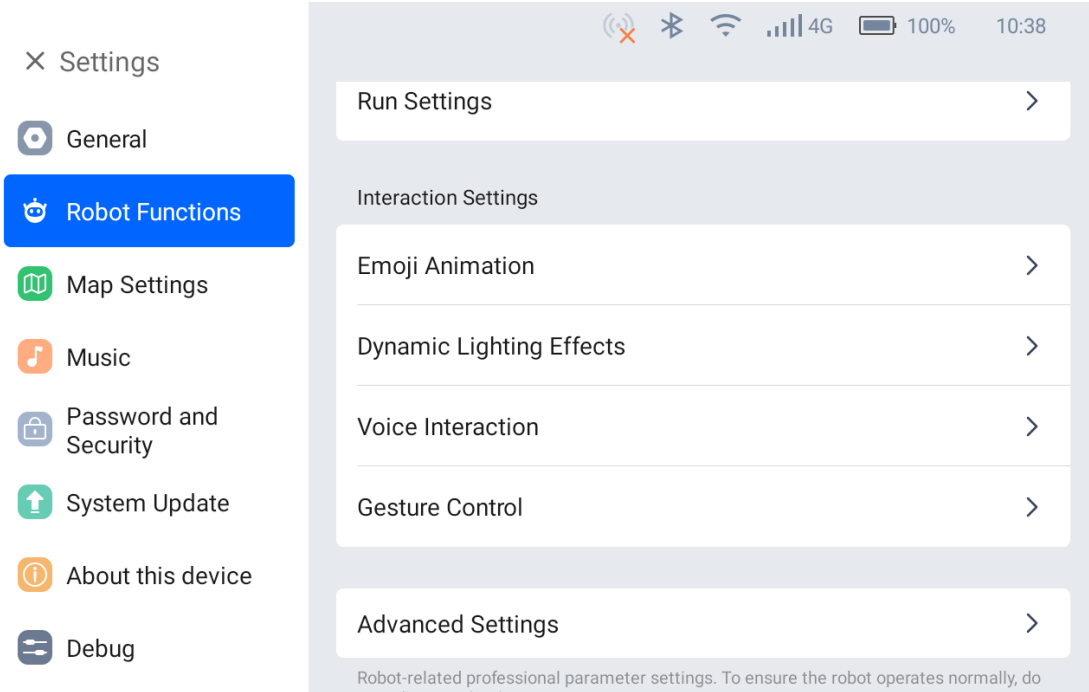 4G 100% 10:38
Settings
General
Robot Functions
Map Settings
Music
Password and
Security
System Update
About this device
Debug
Run Settings
Interaction Settings
Emoji Animation
Dynamic Lighting Effects
Voice Interaction
Gesture Control
Advanced Settings
Robot-related professional parameter settings. To ensure the robot operates normally, do